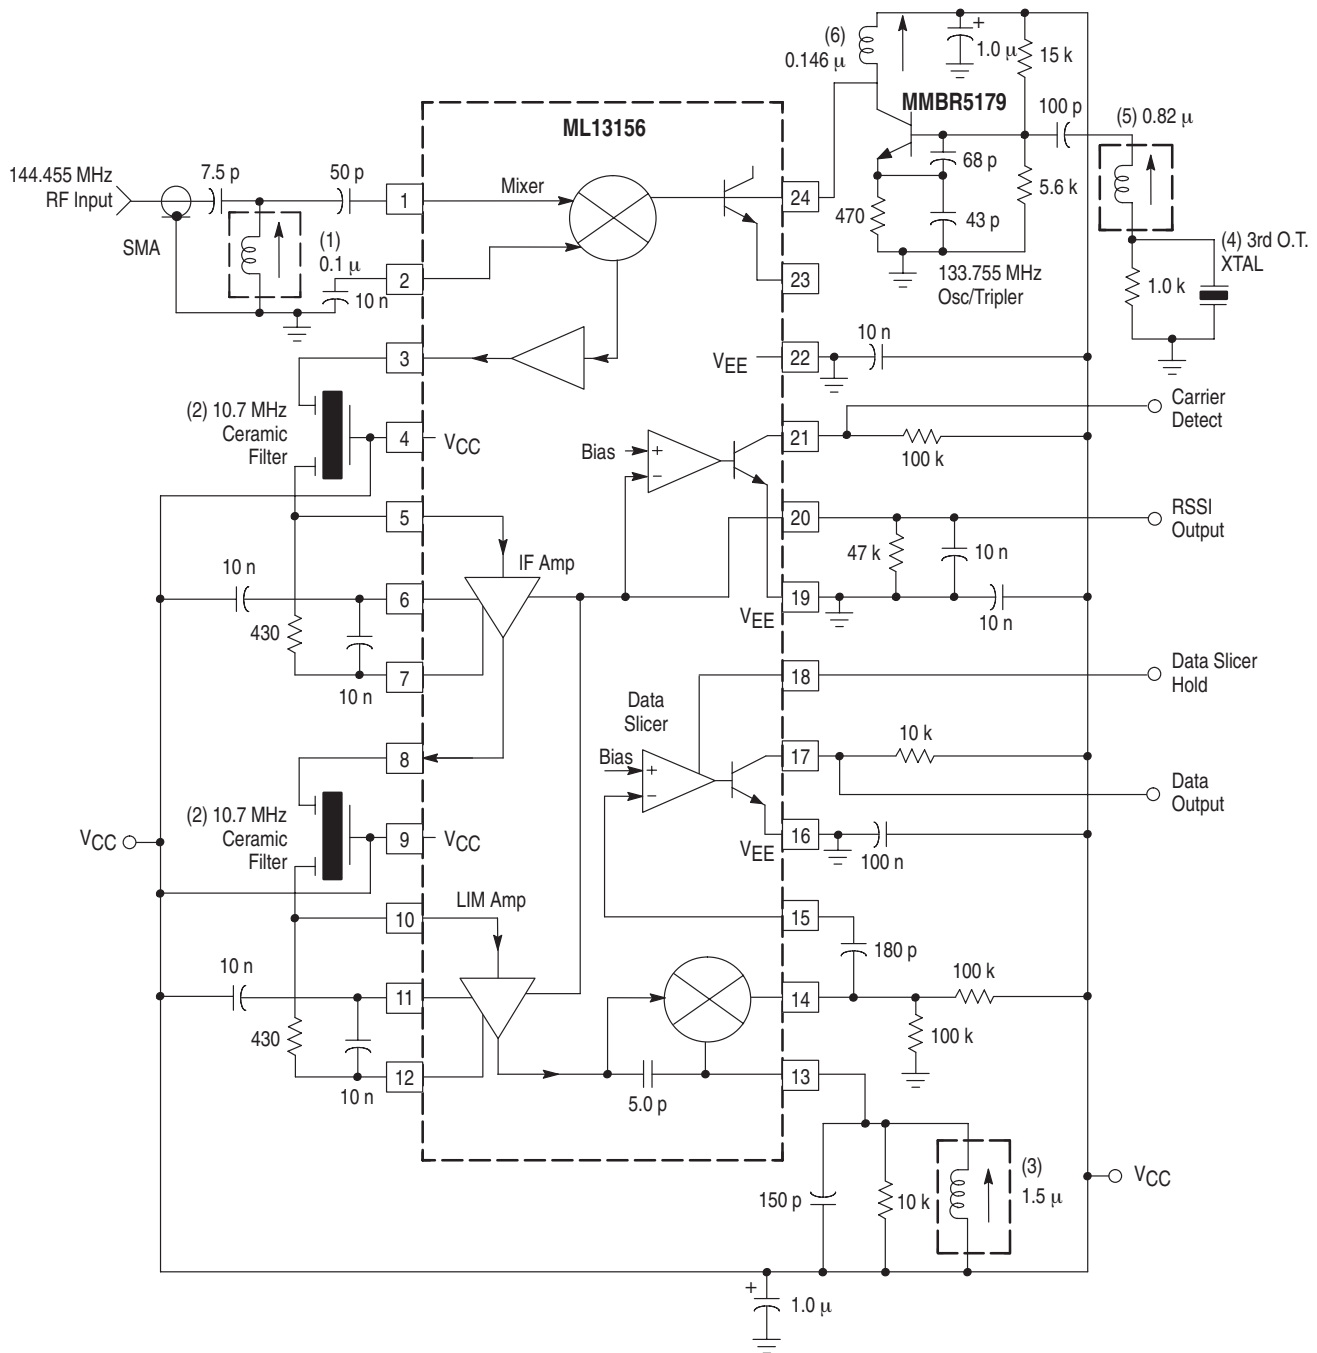 (6)
0.146 µ
+
1.0 µ
15 k
MMBR5179
100 p
(5) 0.82 µ
ML13156
144.455 MHz
RF Input
7.5 p
50 p
1
Mixer
24
68 p
5.6 k
470
43 p
SMA
(1)
0.1 µ
10 n
2
23
133.755 MHz
Osc/Tripler
(4) 3rd O.T.
XTAL
1.0 k
3
VEE
22
10 n
(2) 10.7 MHz
Ceramic
Filter
4
VCC
Bias
+
−
21
100 k
Carrier
Detect
5
20
47 k
10 n
RSSI
Output
10 n
IF Amp
6
VEE
19
10 n
430
10 n
7
18
Data Slicer
Hold
Data
Slicer
8
Bias
+
−
17
10 k
Data
Output
(2) 10.7 MHz
Ceramic
Filter
VCC
9
VCC
VEE
16
100 n
LIM Amp
10
15
180 p
10 n
11
14
100 k
100 k
430
10 n
12
5.0 p
13
150 p
10 k
(3)
1.5 µ
VCC
+
1.0 µ